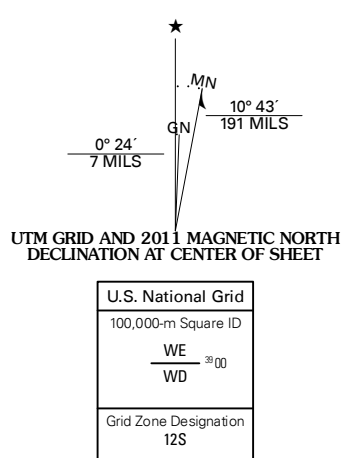 ★
MN
10° 43´
191 MILS
GN
0° 24´
7 MILS
UTM GRID AND 2011 MAGNETIC NORTH
DECLINATION AT CENTER OF SHEET
U.S. National Grid
100,000-m Square ID
WE
3900
WD
Grid Zone Designation
12S